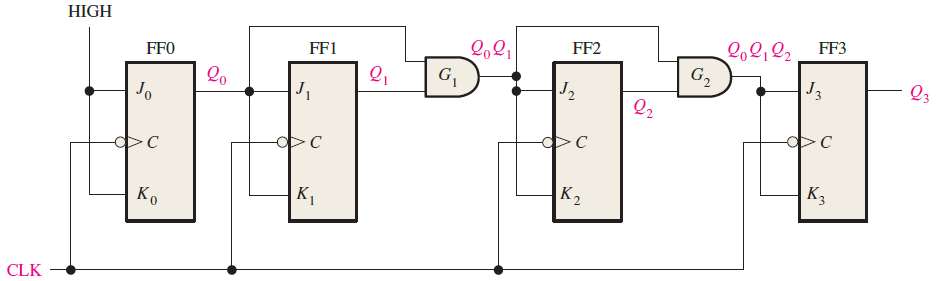 HIGH
FF0 FF1 FF2 FF3
Q₀ Q₁ Q₀Q₁ Q₂ Q₀Q₁Q₂ Q₃
G₁ G₂
J₀ J₁ J₂ J₃
C C C C
K₀ K₁ K₂ K₃
CLK